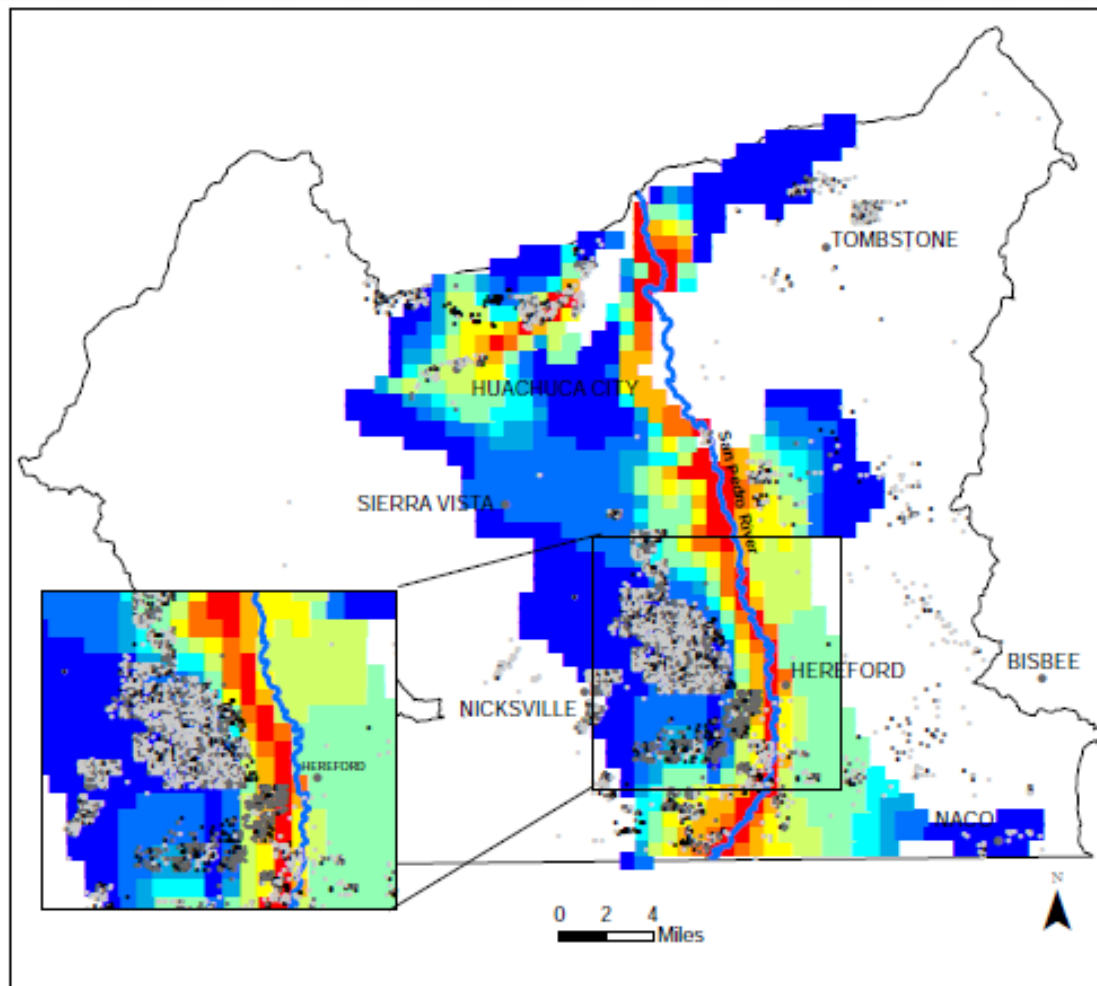 TOMBSTONE
HUACHUCA CITY
San Pedro River
SIERRA VISTA
HEREFORD
BISBEE
NICKSVILLE
HEREFORD
NACO
N
0 2 4
Miles